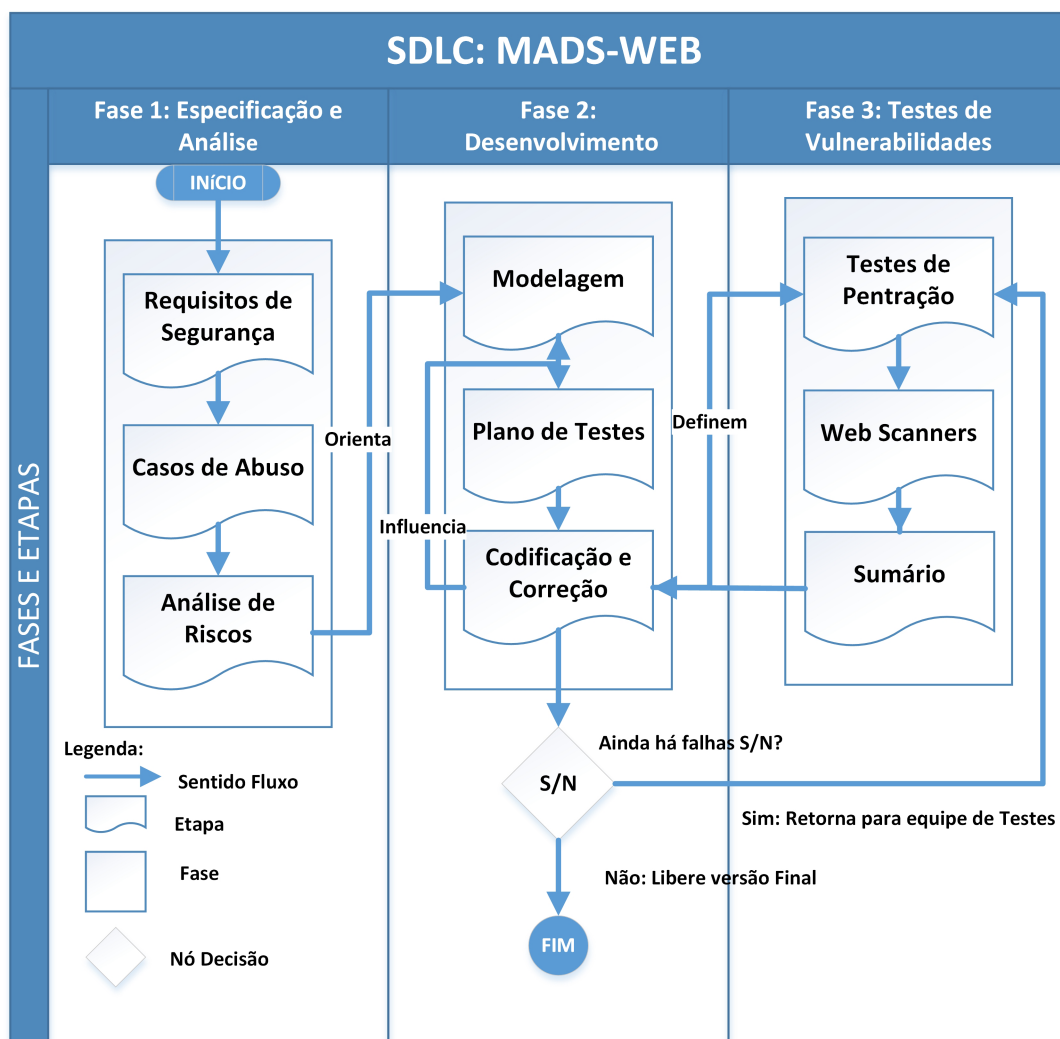 SDLC: MADS-WEB
FASES E ETAPAS
Fase 1: Especificação e
Análise
Fase 2:
Desenvolvimento
Fase 3: Testes de
Vulnerabilidades
INíCIO
Requisitos de
Segurança
Casos de Abuso
Análise de
Riscos
Orienta
Modelagem
Plano de Testes
Influencia
Codificação e
Correção
Definem
Testes de
Pentração
Web Scanners
Sumário
Ainda há falhas S/N?
S/N
Sim: Retorna para equipe de Testes
Não: Libere versão Final
FIM
Legenda:
Sentido Fluxo
Etapa
Fase
Nó Decisão